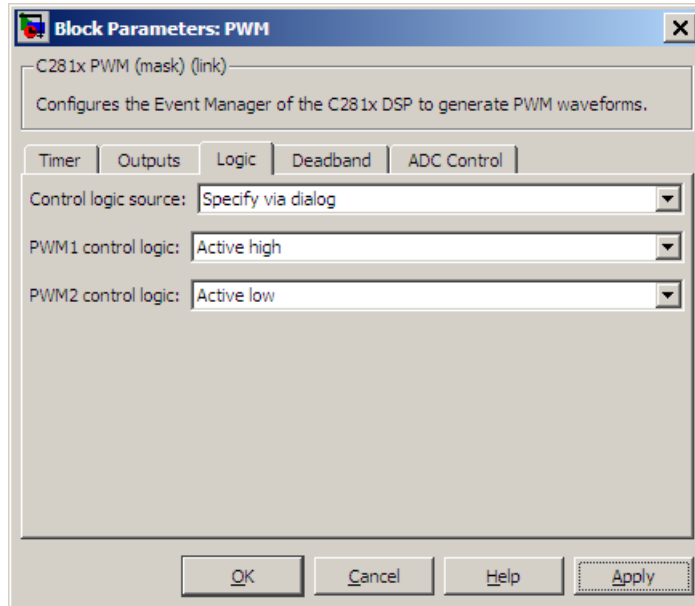 Block Parameters: PWM
C281x PWM (mask) (link)
Configures the Event Manager of the C281x DSP to generate PWM waveforms.
Timer Outputs Logic Deadband ADC Control
Control logic source: Specify via dialog
PWM1 control logic: Active high
PWM2 control logic: Active low
OK Cancel Help Apply